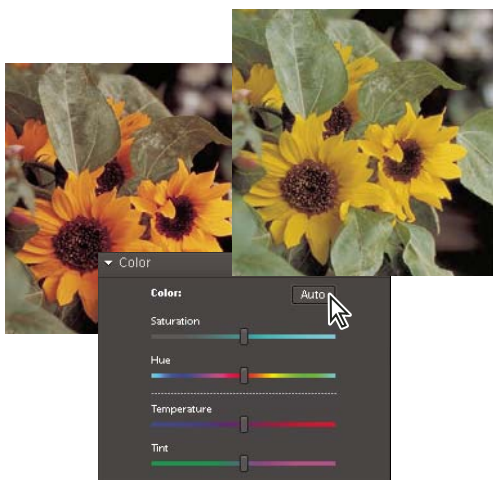 Color
Color:
Auto
Saturation
Hue
Temperature
Tint